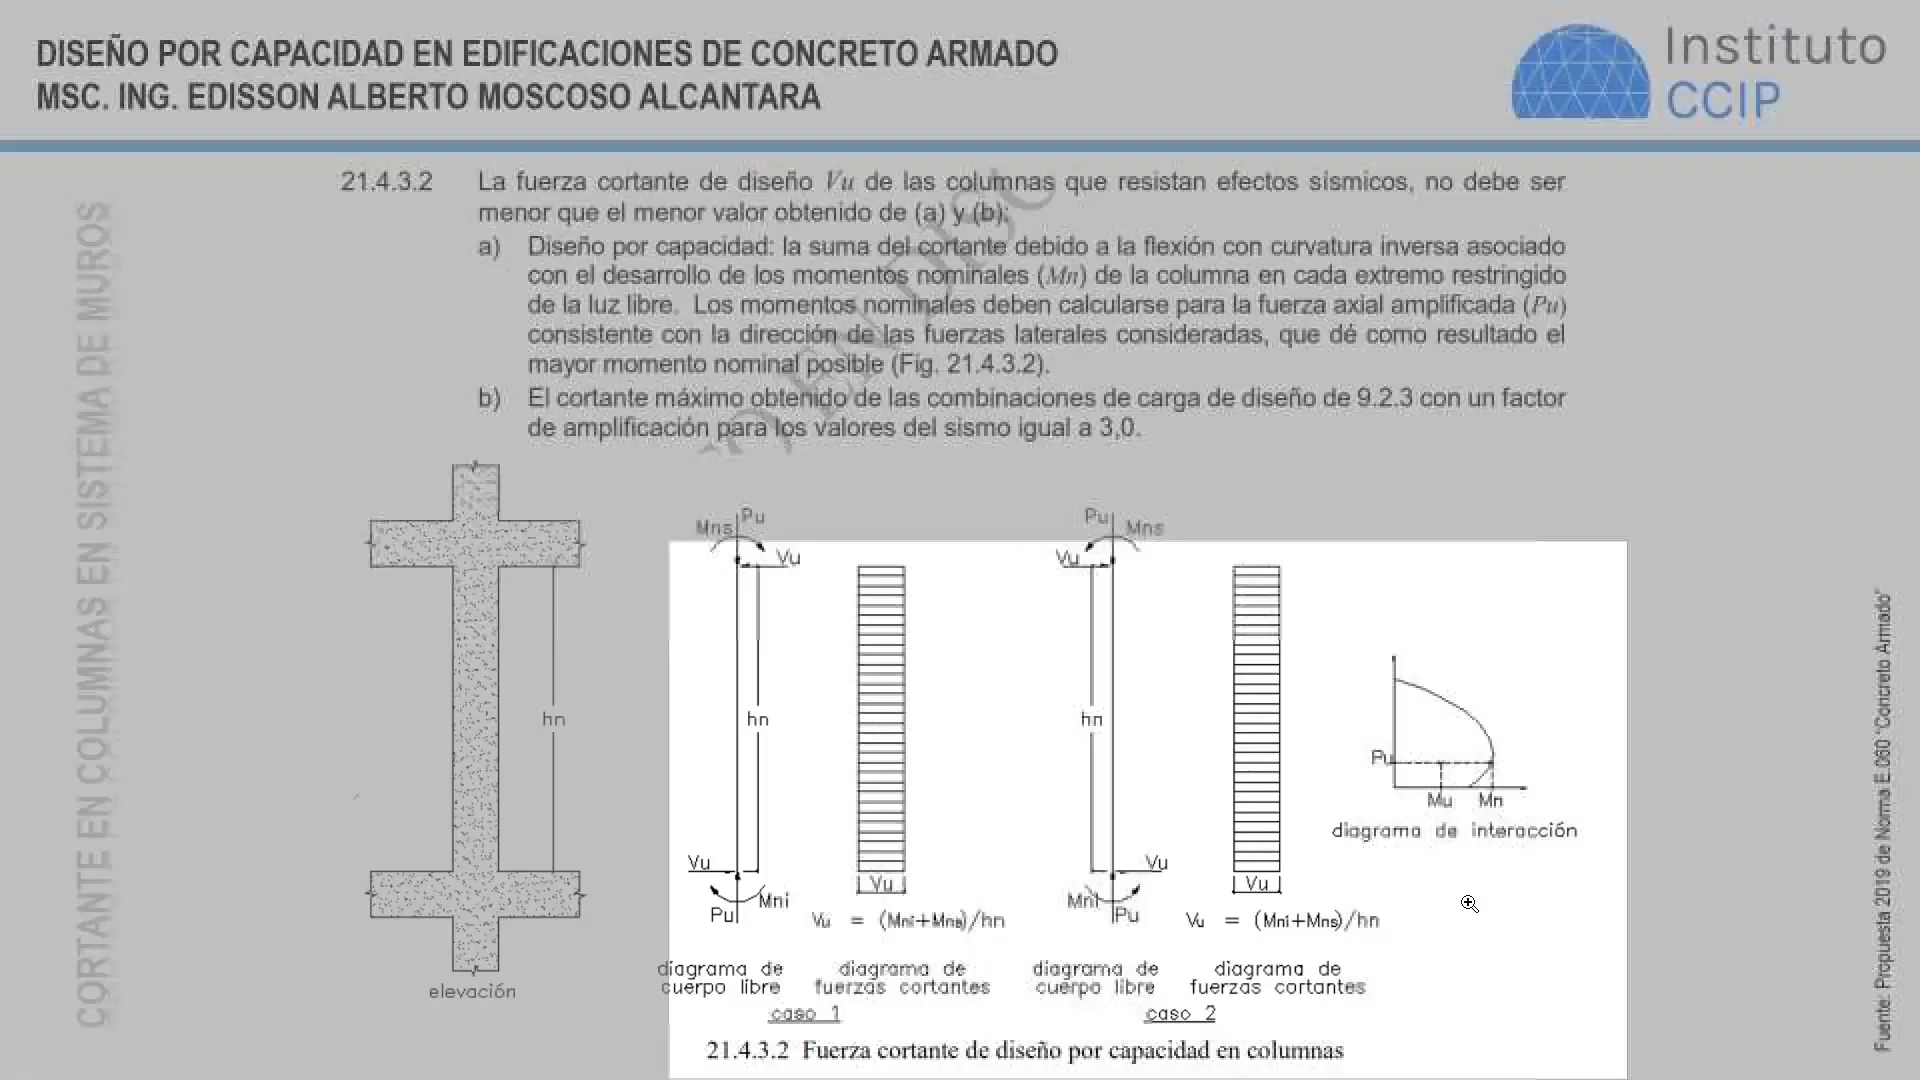 DISEÑO POR CAPACIDAD EN EDIFICACIONES DE CONCRETO ARMADO
MSC. ING. EDISSON ALBERTO MOSCOSO ALCANTARA
Instituto
CCIP
CORTANTE EN COLUMNAS EN SISTEMA DE MUROS
21.4.3.2 La fuerza cortante de diseño Vu de las columnas que resistan efectos sísmicos, no debe ser
menor que el menor valor obtenido de (a) y (b):
a) Diseño por capacidad: la suma del cortante debido a la flexión con curvatura inversa asociado
con el desarrollo de los momentos nominales (Mn) de la columna en cada extremo restringido
de la luz libre. Los momentos nominales deben calcularse para la fuerza axial amplificada (Pu)
consistente con la dirección de las fuerzas laterales consideradas, que dé como resultado el
mayor momento nominal posible (Fig. 21.4.3.2).
b) El cortante máximo obtenido de las combinaciones de carga de diseño de 9.2.3 con un factor
de amplificación para los valores del sismo igual a 3,0.
hn
elevación
Mns Pu
Vu
hn
Vu
Mni
Pu
Vu
Vu = (Mni+Mns)/hn
diagrama de
cuerpo libre
diagrama de
fuerzas cortantes
caso 1
Pu Mns
Vu
hn
Vu
Mni
Pu
Vu
Vu = (Mni+Mns)/hn
diagrama de
cuerpo libre
diagrama de
fuerzas cortantes
caso 2
Pu
Mu Mn
diagrama de interacción
21.4.3.2 Fuerza cortante de diseño por capacidad en columnas
Fuente: Propuesta 2019 de Norma E.060 "Concreto Armado"